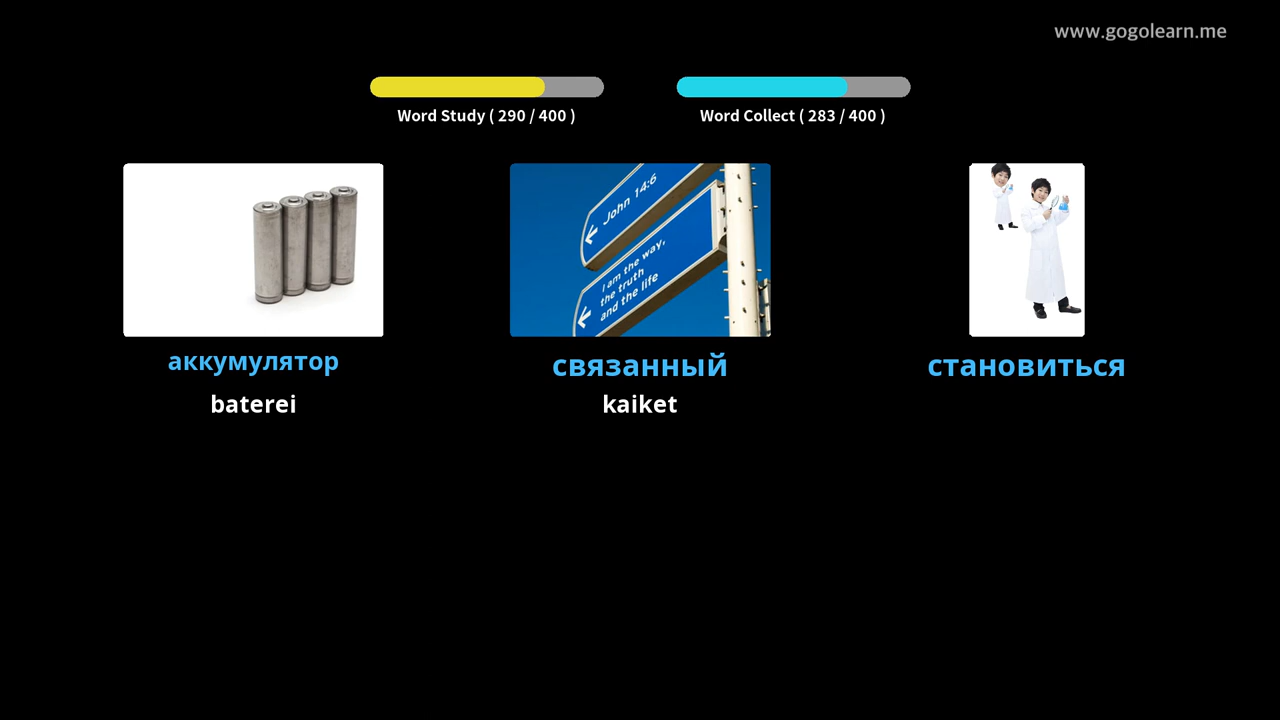 www.gogolearn.me
Word Study ( 290 / 400 )
Word Collect ( 283 / 400 )
John 14:6
I am the way,
the truth
and the life
аккумулятор
baterei
связанный
kaiket
становиться